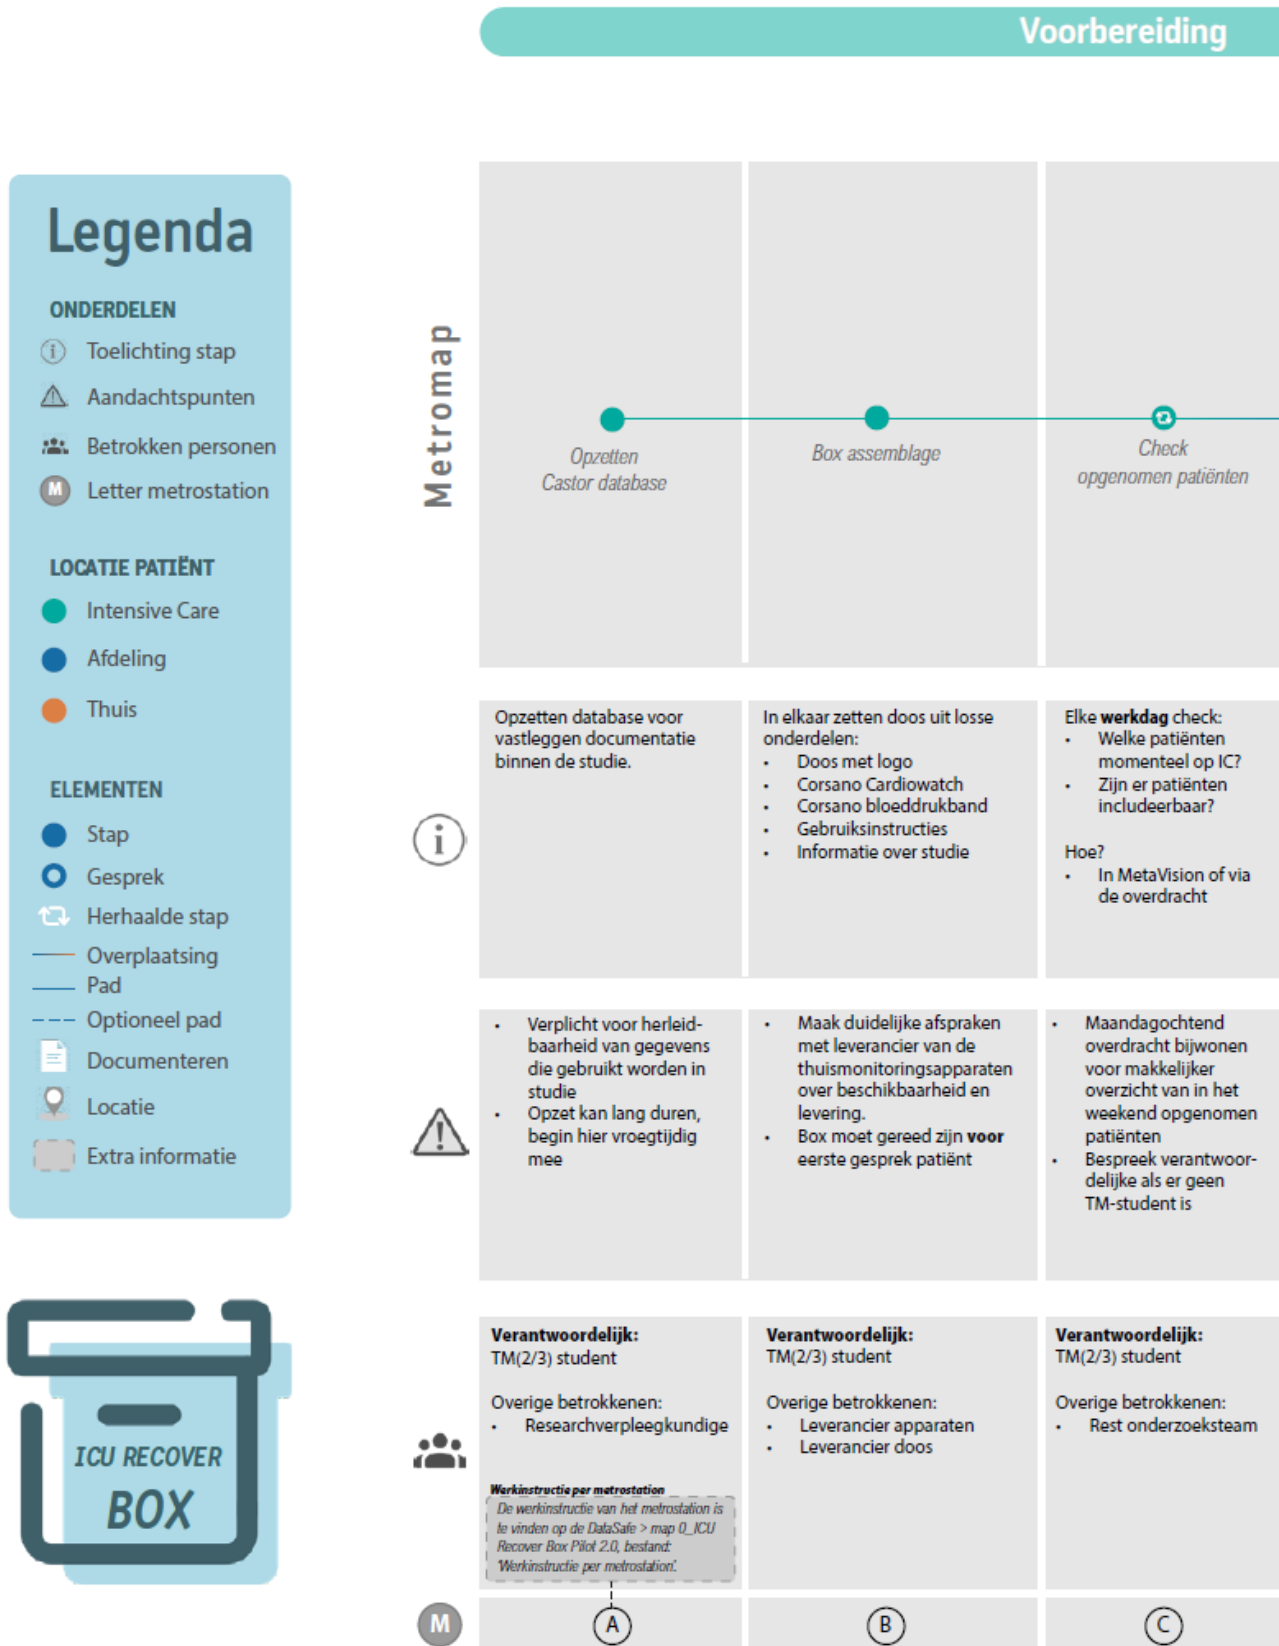 Voorbereiding
Legenda
ONDERDELEN
i Toelichting stap
Aandachtspunten
Betrokken personen
M Letter metrostation
LOCATIE PATIËNT
Intensive Care
Afdeling
Thuis
ELEMENTEN
Stap
Gesprek
Herhaalde stap
Overplaatsing
Pad
Optioneel pad
Documenteren
Locatie
Extra informatie
ICU RECOVER
BOX
Metromap
Opzetten
Castor database
Box assemblage
Check
opgenomen patiënten
i
Opzetten database voor
vastleggen documentatie
binnen de studie.
In elkaar zetten doos uit losse
onderdelen:
• Doos met logo
• Corsano Cardiowatch
• Corsano bloeddrukband
• Gebruiksinstructies
• Informatie over studie
Elke werkdag check:
• Welke patiënten
momenteel op IC?
• Zijn er patiënten
includeerbaar?
Hoe?
• In MetaVision of via
de overdracht
• Verplicht voor herleid-
baarheid van gegevens
die gebruikt worden in
studie
• Opzet kan lang duren,
begin hier vroegtijdig
mee
• Maak duidelijke afspraken
met leverancier van de
thuismonitoringsapparaten
over beschikbaarheid en
levering.
• Box moet gereed zijn voor
eerste gesprek patiënt
• Maandagochtend
overdracht bijwonen
voor makkelijker
overzicht van in het
weekend opgenomen
patiënten
• Bespreek verantwoor-
delijke als er geen
TM-student is
Verantwoordelijk:
TM(2/3) student
Overige betrokkenen:
• Researchverpleegkundige
Werkinstructie per metrostation
De werkinstructie van het metrostation is
te vinden op de DataSafe > map 0_ICU
Recover Box Pilot 2.0, bestand:
'Werkinstructie per metrostation'.
Verantwoordelijk:
TM(2/3) student
Overige betrokkenen:
• Leverancier apparaten
• Leverancier doos
Verantwoordelijk:
TM(2/3) student
Overige betrokkenen:
• Rest onderzoeksteam
M
A
B
C